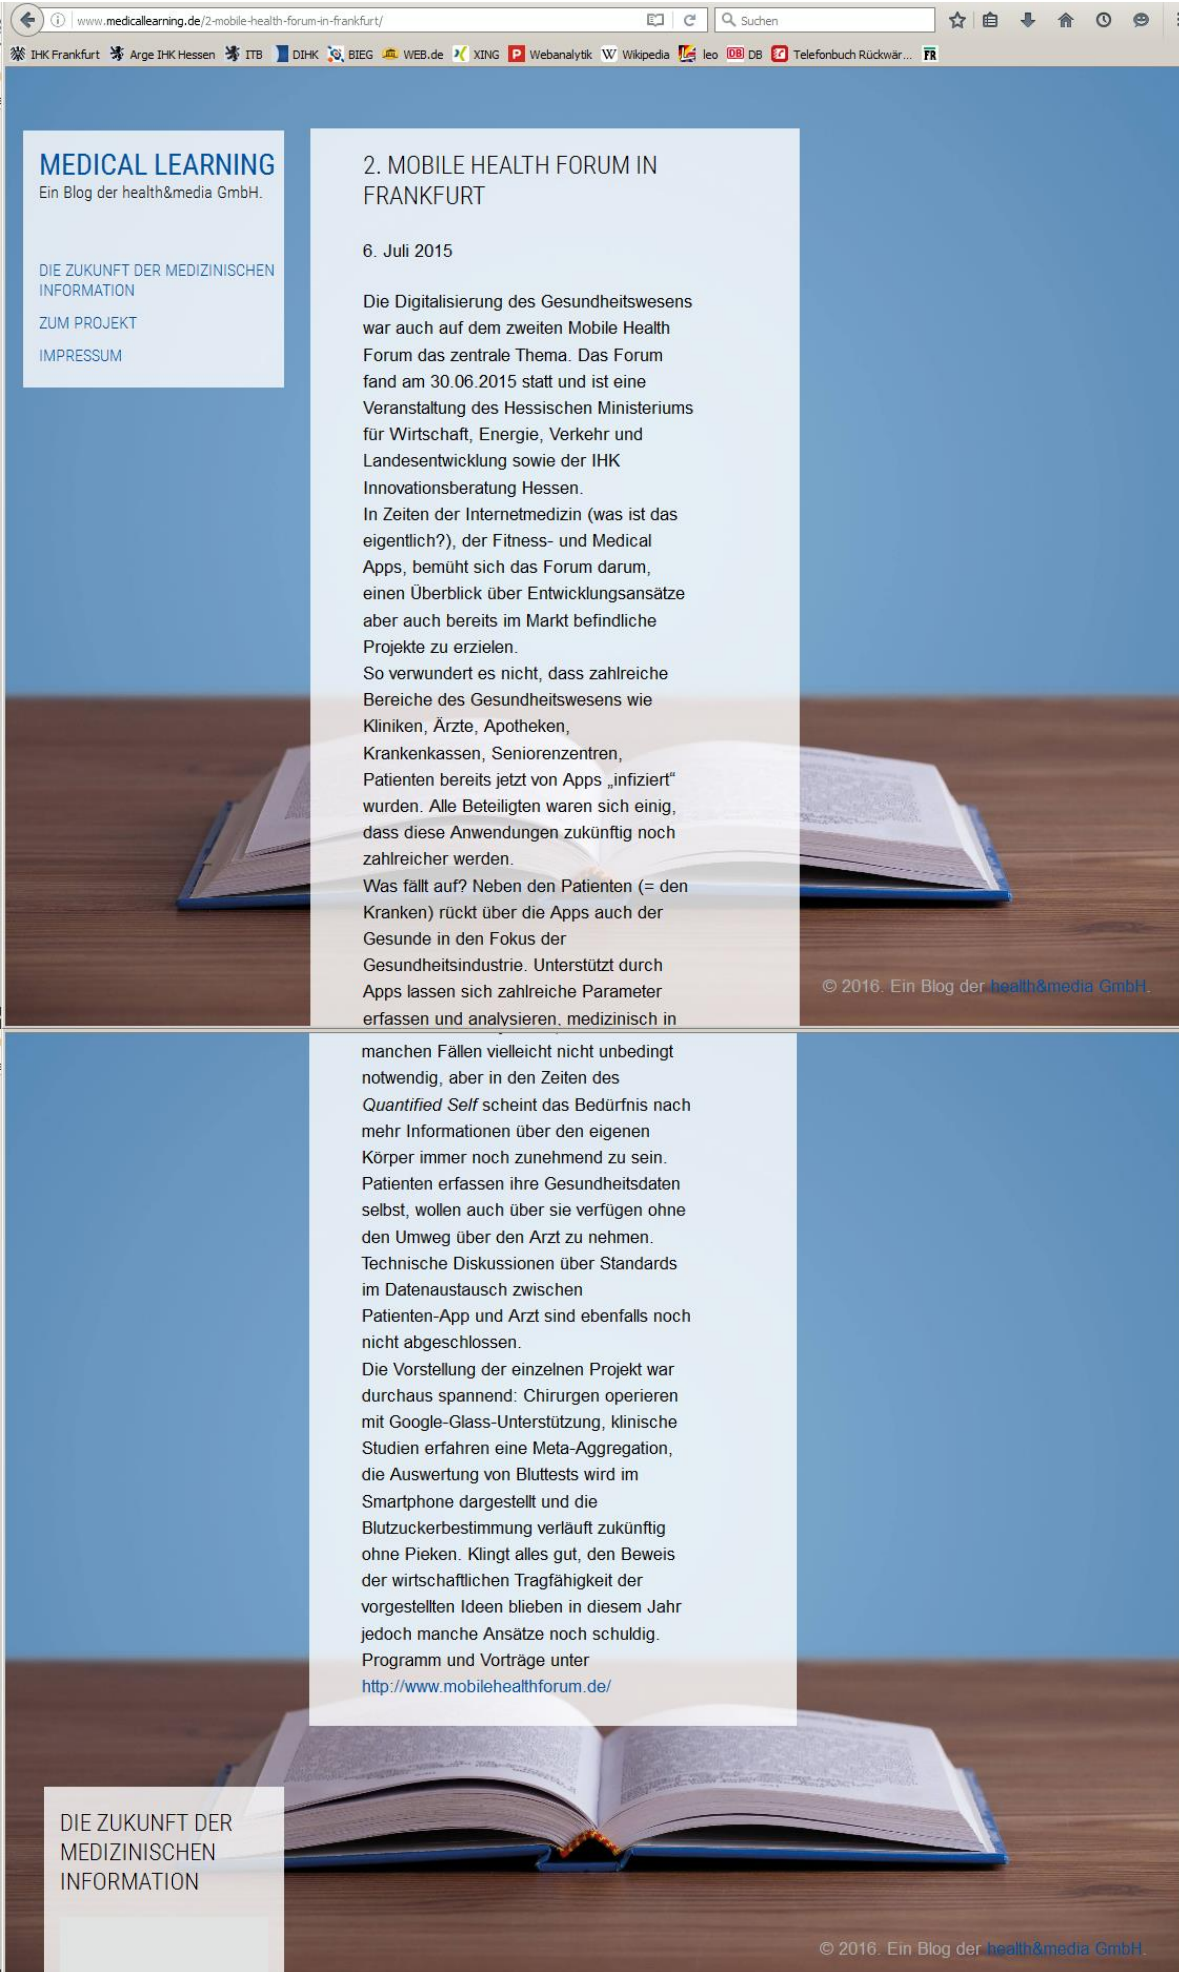 www.medicallearning.de/2-mobile-health-forum-in-frankfurt/
Suchen
IHK Frankfurt Arge IHK Hessen ITB DIHK BIEG WEB.de XING Webanalytik W Wikipedia leo DB DB Telefonbuch Rückwär... FR
MEDICAL LEARNING
Ein Blog der health&media GmbH.
DIE ZUKUNFT DER MEDIZINISCHEN
INFORMATION
ZUM PROJEKT
IMPRESSUM
2. MOBILE HEALTH FORUM IN
FRANKFURT
6. Juli 2015
Die Digitalisierung des Gesundheitswesens
war auch auf dem zweiten Mobile Health
Forum das zentrale Thema. Das Forum
fand am 30.06.2015 statt und ist eine
Veranstaltung des Hessischen Ministeriums
für Wirtschaft, Energie, Verkehr und
Landesentwicklung sowie der IHK
Innovationsberatung Hessen.
In Zeiten der Internetmedizin (was ist das
eigentlich?), der Fitness- und Medical
Apps, bemüht sich das Forum darum,
einen Überblick über Entwicklungsansätze
aber auch bereits im Markt befindliche
Projekte zu erzielen.
So verwundert es nicht, dass zahlreiche
Bereiche des Gesundheitswesens wie
Kliniken, Ärzte, Apotheken,
Krankenkassen, Seniorenzentren,
Patienten bereits jetzt von Apps „infiziert“
wurden. Alle Beteiligten waren sich einig,
dass diese Anwendungen zukünftig noch
zahlreicher werden.
Was fällt auf? Neben den Patienten (= den
Kranken) rückt über die Apps auch der
Gesunde in den Fokus der
Gesundheitsindustrie. Unterstützt durch
Apps lassen sich zahlreiche Parameter
erfassen und analysieren, medizinisch in
© 2016. Ein Blog der health&media GmbH.
manchen Fällen vielleicht nicht unbedingt
notwendig, aber in den Zeiten des
Quantified Self scheint das Bedürfnis nach
mehr Informationen über den eigenen
Körper immer noch zunehmend zu sein.
Patienten erfassen ihre Gesundheitsdaten
selbst, wollen auch über sie verfügen ohne
den Umweg über den Arzt zu nehmen.
Technische Diskussionen über Standards
im Datenaustausch zwischen
Patienten-App und Arzt sind ebenfalls noch
nicht abgeschlossen.
Die Vorstellung der einzelnen Projekt war
durchaus spannend: Chirurgen operieren
mit Google-Glass-Unterstützung, klinische
Studien erfahren eine Meta-Aggregation,
die Auswertung von Bluttests wird im
Smartphone dargestellt und die
Blutzuckerbestimmung verläuft zukünftig
ohne Pieken. Klingt alles gut, den Beweis
der wirtschaftlichen Tragfähigkeit der
vorgestellten Ideen blieben in diesem Jahr
jedoch manche Ansätze noch schuldig.
Programm und Vorträge unter
http://www.mobilehealthforum.de/
DIE ZUKUNFT DER
MEDIZINISCHEN
INFORMATION
© 2016. Ein Blog der health&media GmbH.